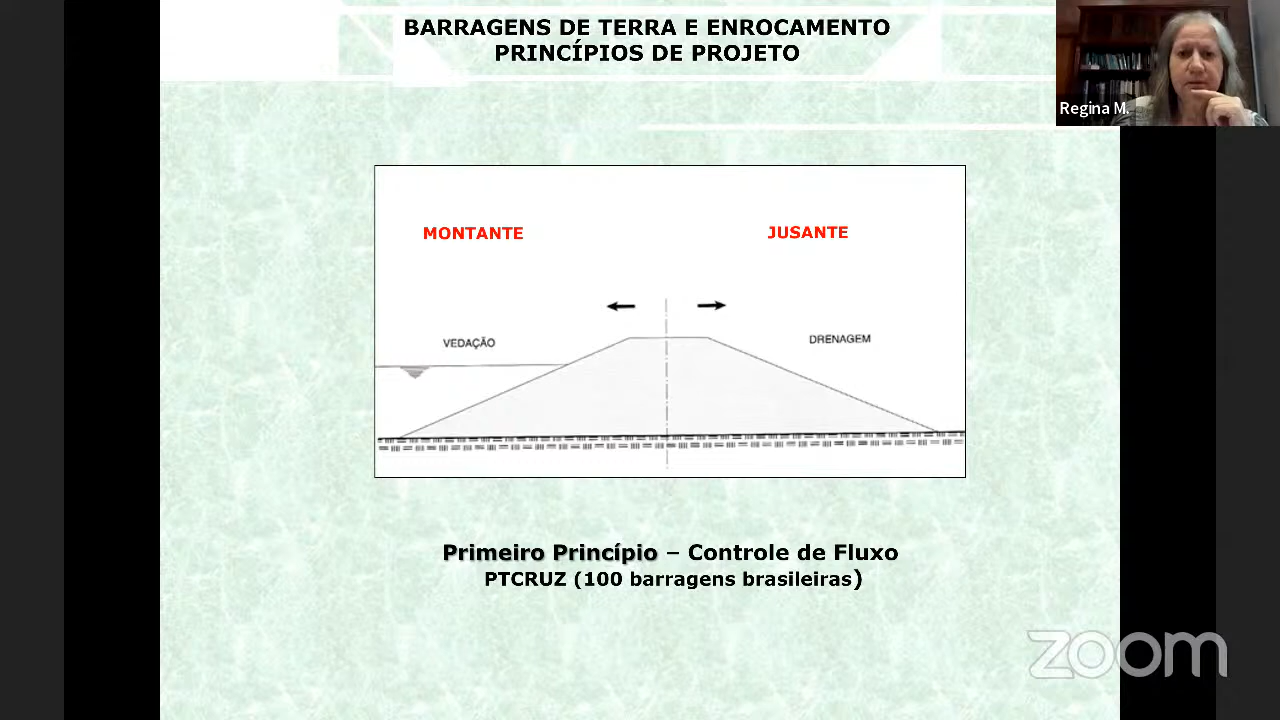 BARRAGENS DE TERRA E ENROCAMENTO
PRINCÍPIOS DE PROJETO
Regina M.
MONTANTE
JUSANTE
VEDAÇÃO
DRENAGEM
Primeiro Princípio – Controle de Fluxo
PTCRUZ (100 barragens brasileiras)
zoom